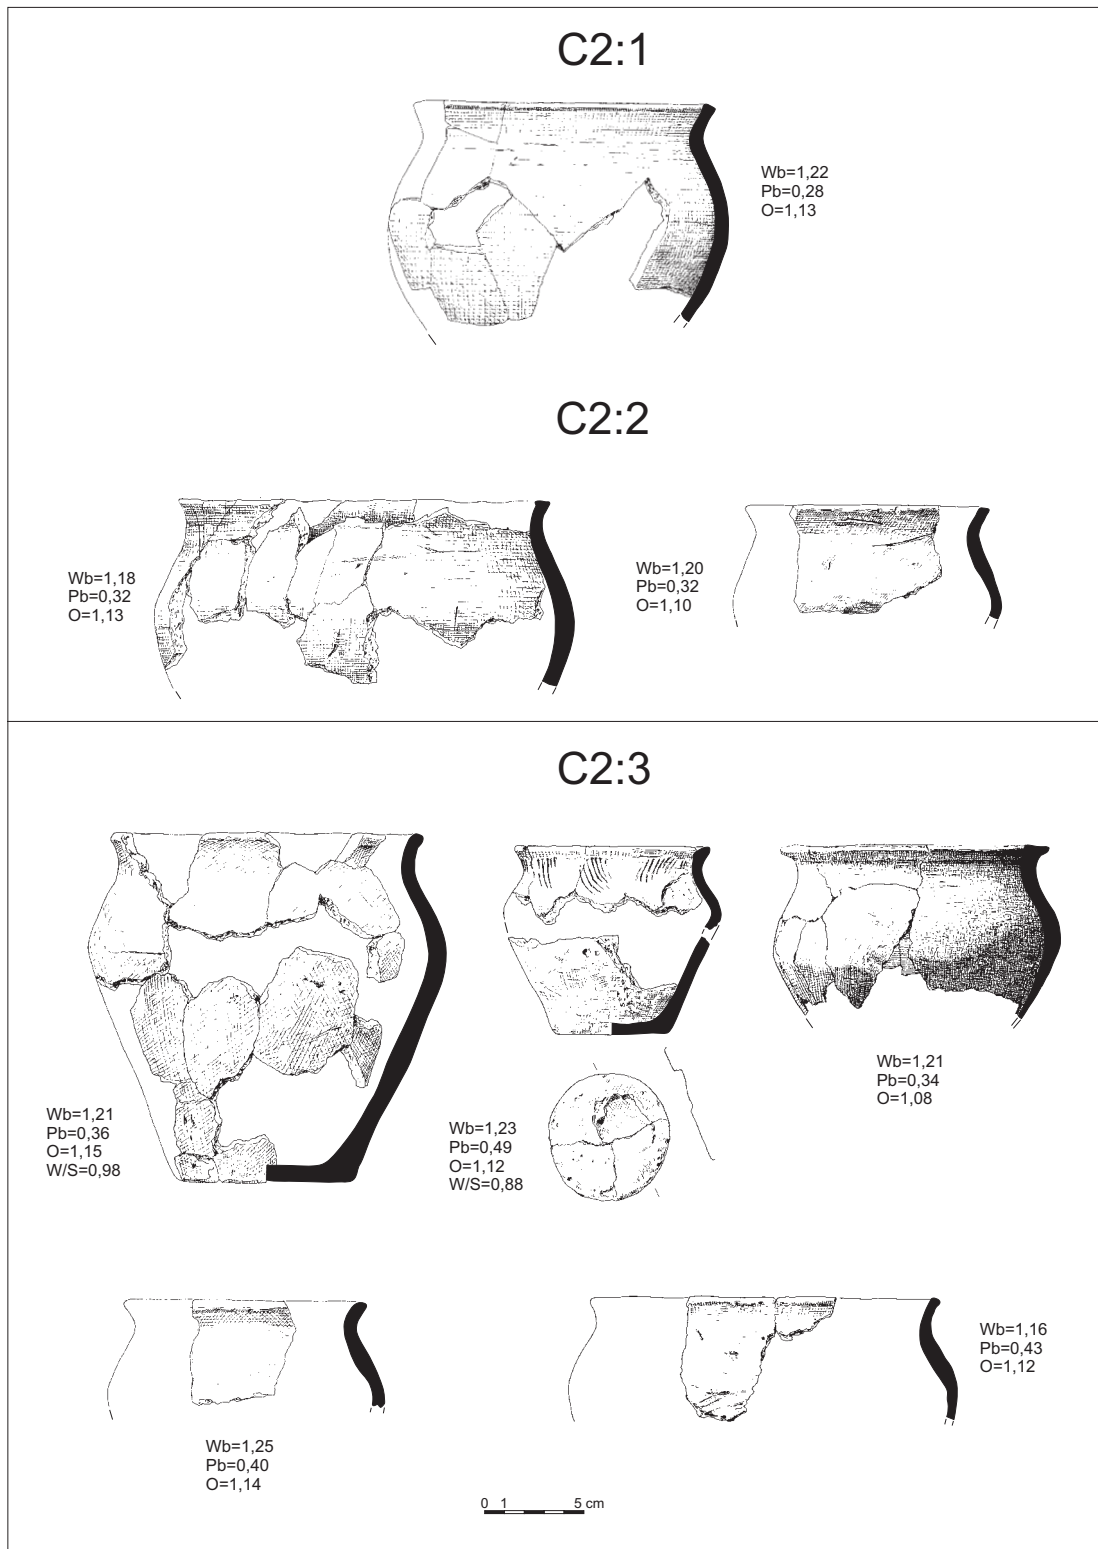 C2:1
Wb=1,22
Pb=0,28
O=1,13
C2:2
Wb=1,18
Pb=0,32
O=1,13
Wb=1,20
Pb=0,32
O=1,10
C2:3
Wb=1,21
Pb=0,36
O=1,15
W/S=0,98
Wb=1,23
Pb=0,49
O=1,12
W/S=0,88
Wb=1,21
Pb=0,34
O=1,08
Wb=1,25
Pb=0,40
O=1,14
Wb=1,16
Pb=0,43
O=1,12
0 1 5 cm